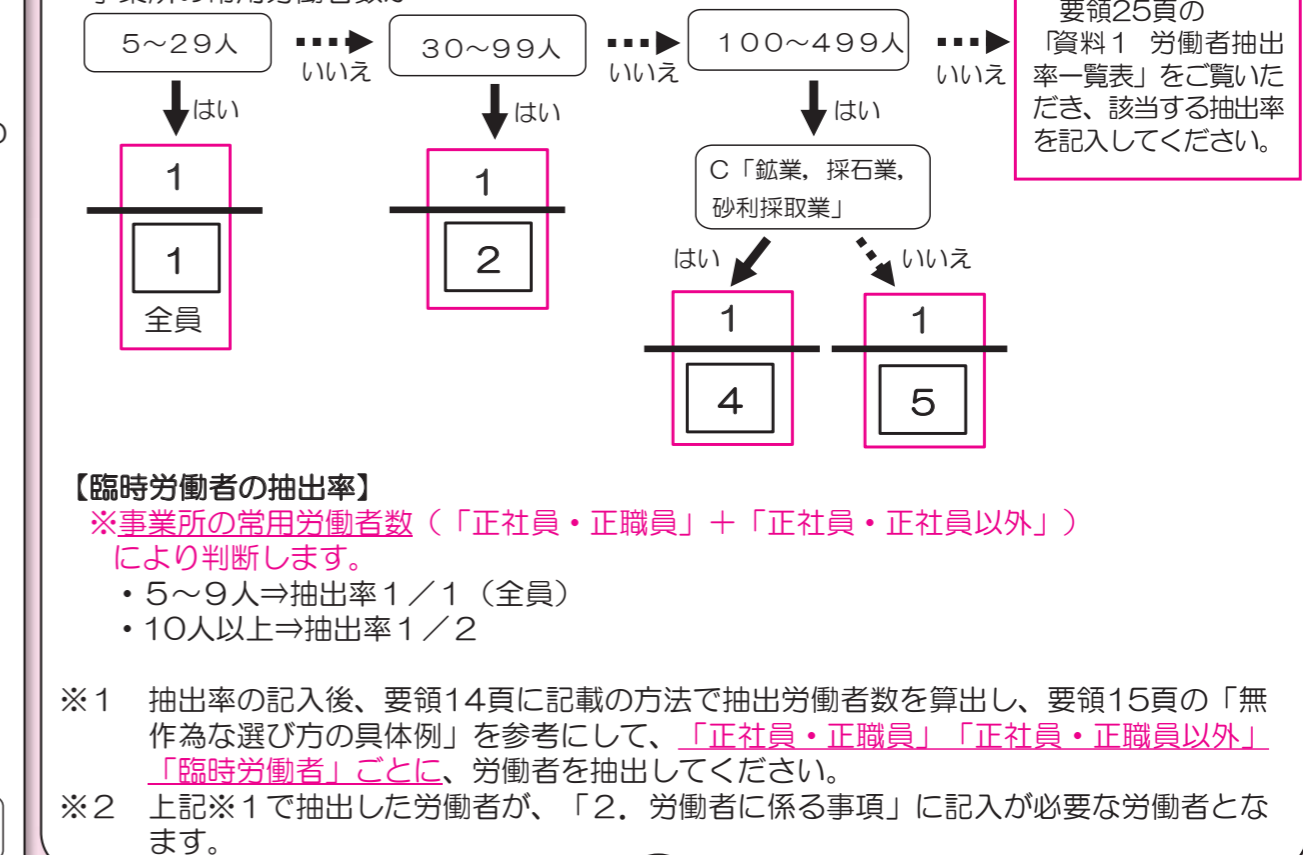 事業所の常用労働者数は
5～29人
いいえ
30～99人
いいえ
100～499人
いいえ
要領25頁の
「資料1　労働者抽出
率一覧表」をご覧いた
だき、該当する抽出率
を記入してください。
はい
はい
はい
1
1
全員
1
2
C「鉱業，採石業，
砂利採取業」
はい
いいえ
1
4
1
5
【臨時労働者の抽出率】
※事業所の常用労働者数（「正社員・正職員」＋「正社員・正社員以外」）
により判断します。
・5～9人⇒抽出率1／1（全員）
・10人以上⇒抽出率1／2
※1　抽出率の記入後、要領14頁に記載の方法で抽出労働者数を算出し、要領15頁の「無
作為な選び方の具体例」を参考にして、「正社員・正職員」「正社員・正職員以外」
「臨時労働者」ごとに、労働者を抽出してください。
※2　上記※1で抽出した労働者が、「2．労働者に係る事項」に記入が必要な労働者とな
ます。